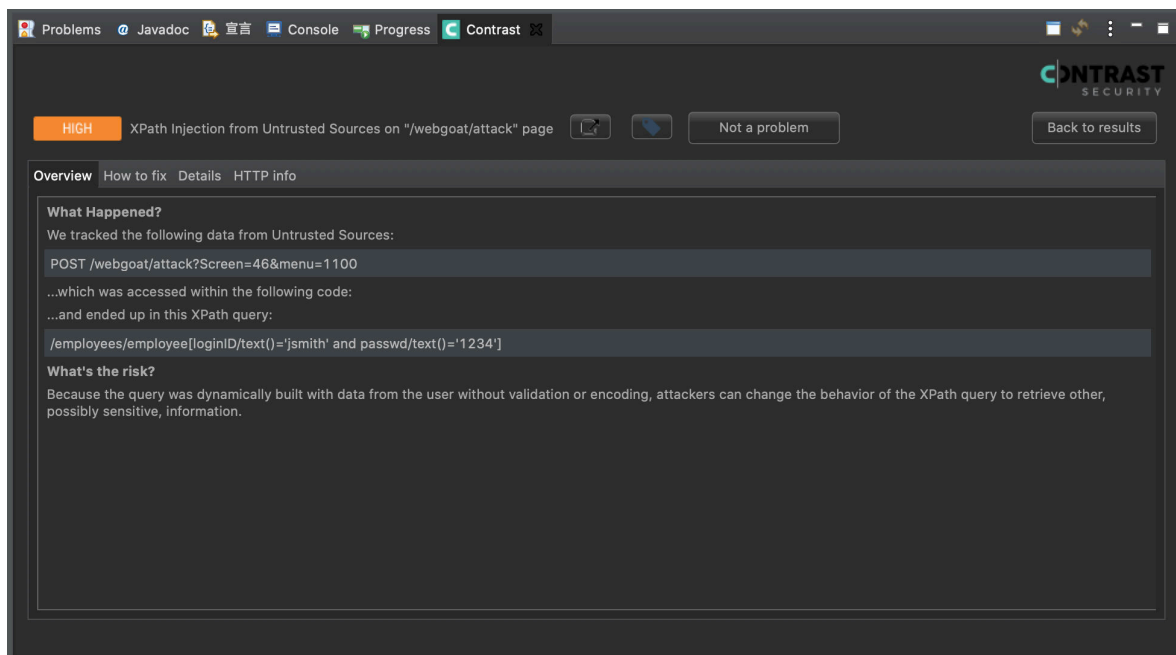 Problems @ Javadoc 宣言 Console Progress Contrast
CONTRAST
SECURITY
HIGH XPath Injection from Untrusted Sources on "/webgoat/attack" page Not a problem Back to results
Overview How to fix Details HTTP info
What Happened?
We tracked the following data from Untrusted Sources:
POST /webgoat/attack?Screen=46&menu=1100
...which was accessed within the following code:
...and ended up in this XPath query:
/employees/employee[loginID/text()='jsmith' and passwd/text()='1234']
What's the risk?
Because the query was dynamically built with data from the user without validation or encoding, attackers can change the behavior of the XPath query to retrieve other,
possibly sensitive, information.